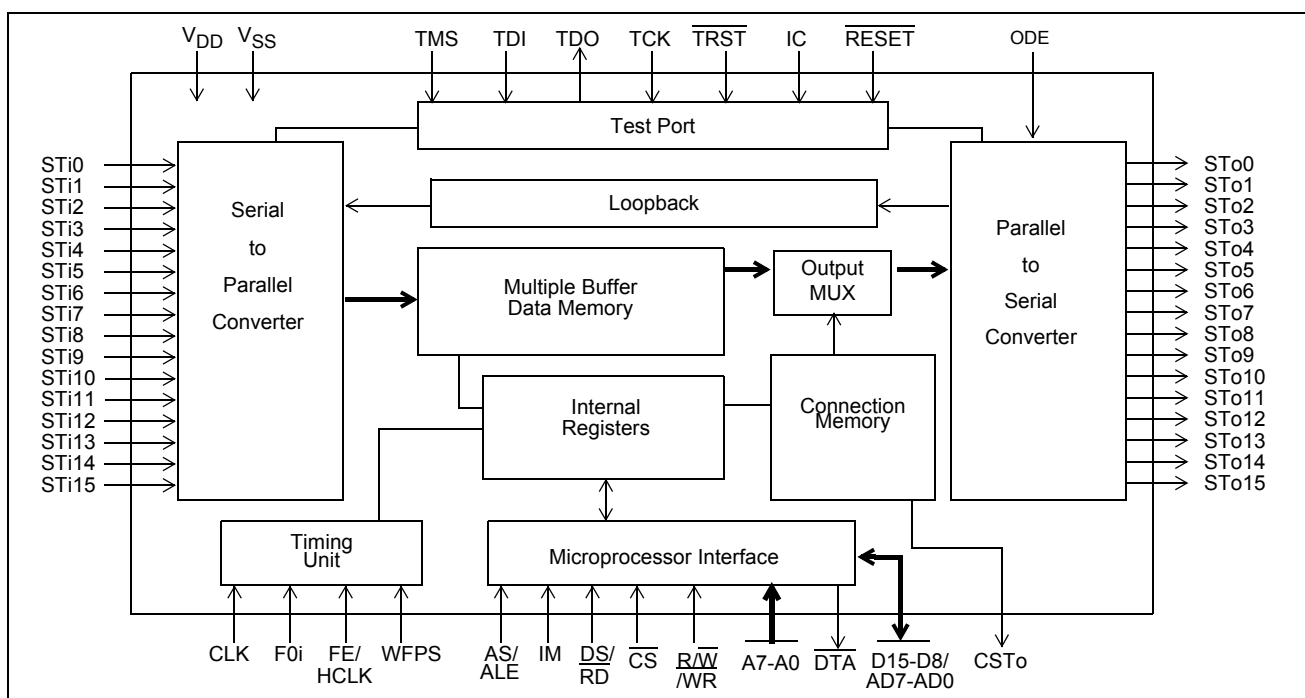 VDD VSS TMS TDI TDO TCK TRST IC RESET ODE
Test Port
STi0
STi1
STi2
STi3
STi4
STi5
STi6
STi7
STi8
STi9
STi10
STi11
STi12
STi13
STi14
STi15
Serial
to
Parallel
Converter
Loopback
Multiple Buffer
Data Memory
Output
MUX
Internal
Registers
Connection
Memory
Parallel
to
Serial
Converter
STo0
STo1
STo2
STo3
STo4
STo5
STo6
STo7
STo8
STo9
STo10
STo11
STo12
STo13
STo14
STo15
Timing
Unit
Microprocessor Interface
CLK
F0i
FE/
HCLK
WFPS
AS/
ALE
IM
DS/
RD
CS
R/W
/WR
A7-A0
DTA
D15-D8/
AD7-AD0
CSTo